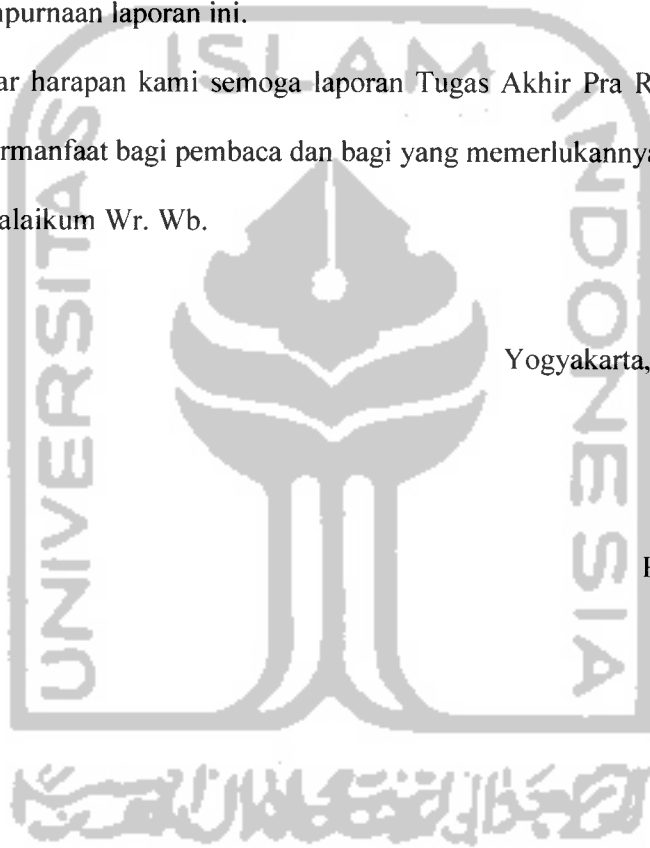 npurnaan laporan ini.
ar harapan kami semoga laporan Tugas Akhir Pra R
rmanfaat bagi pembaca dan bagi yang memerlukannya
alaikum Wr. Wb.
Yogyakarta,
UNIVERSITAS
ISLAM
INDONESIA